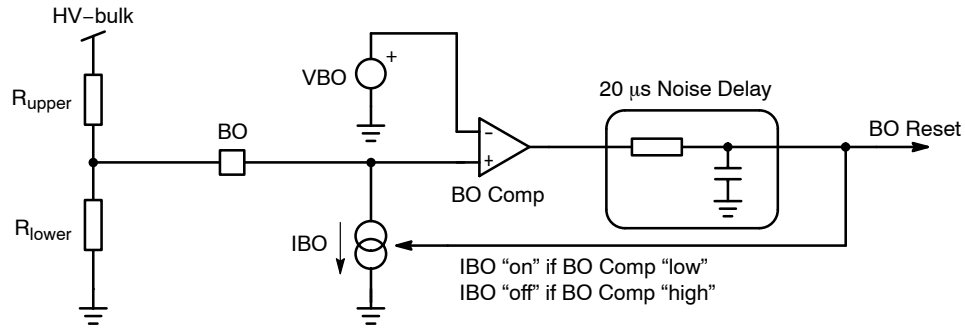 HV−bulk
Rupper
BO
VBO
+
−
+
BO Comp
20 μs Noise Delay
BO Reset
Rlower
IBO
IBO “on” if BO Comp “low”
IBO “off” if BO Comp “high”